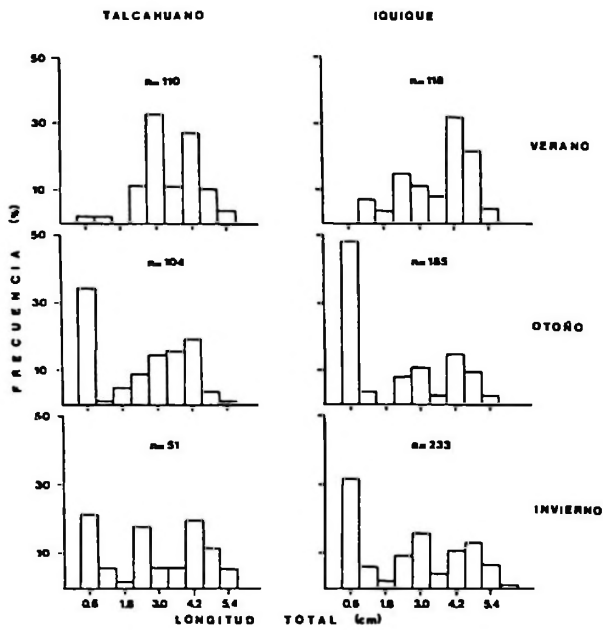 TALCAHUANO IQUIQUE
50 n=110 n=118
30 VERANO
10
FRECUENCIA (%)
50 n=104 n=185
30 OTOÑO
10
50 n=51 n=233
30 INVIERNO
10
0.6 1.8 3.0 4.2 5.4 0.6 1.8 3.0 4.2 5.4
LONGITUD TOTAL (cm)